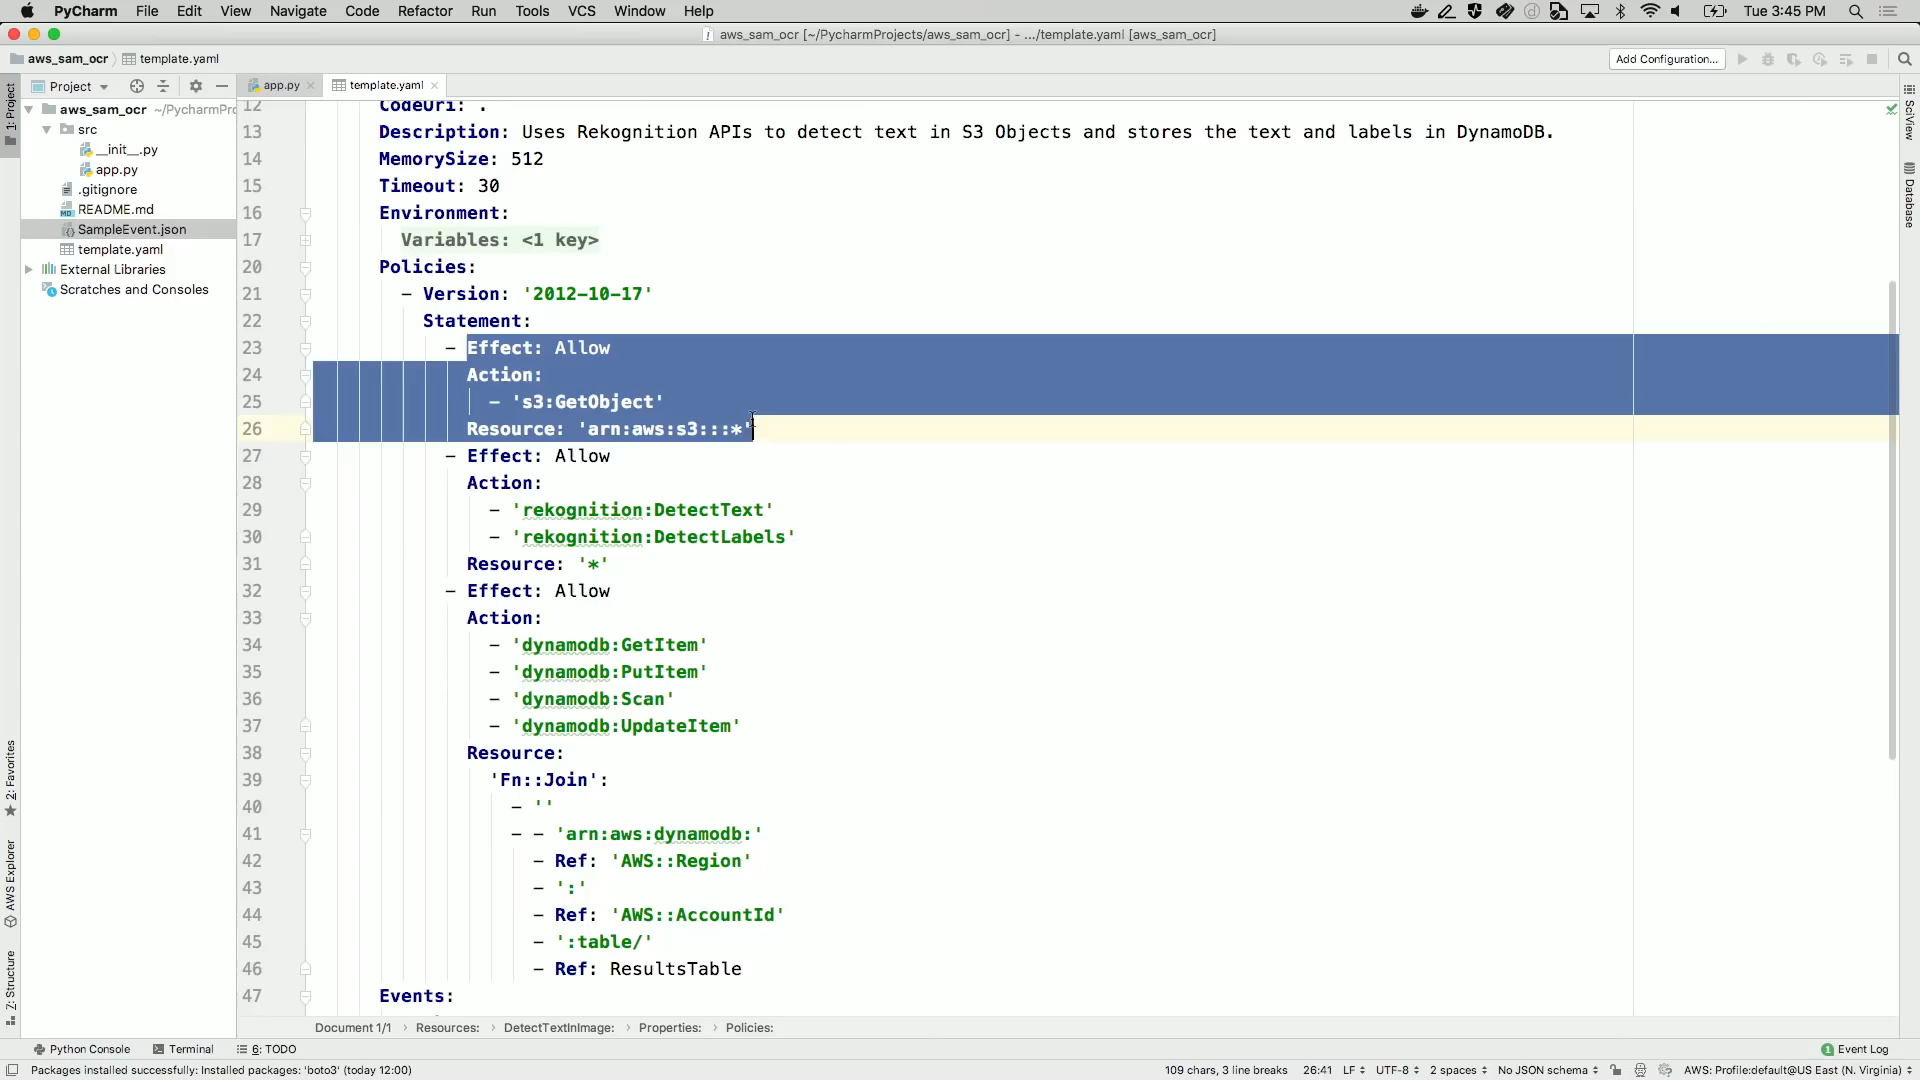 PyCharm File Edit View Navigate Code Refactor Run Tools VCS Window Help Tue 3:45 PM
aws_sam_ocr [~/PycharmProjects/aws_sam_ocr] - .../template.yaml [aws_sam_ocr]
aws_sam_ocr template.yaml Add Configuration...
Project app.py template.yaml
1: Project
aws_sam_ocr ~/PycharmPro
src
__init__.py
app.py
.gitignore
README.md
SampleEvent.json
template.yaml
External Libraries
Scratches and Consoles
12 CodeUri: .
13 Description: Uses Rekognition APIs to detect text in S3 Objects and stores the text and labels in DynamoDB.
14 MemorySize: 512
15 Timeout: 30
16 Environment:
17 Variables: <1 key>
20 Policies:
21 - Version: '2012-10-17'
22 Statement:
23 - Effect: Allow
24 Action:
25 - 's3:GetObject'
26 Resource: 'arn:aws:s3:::*'
27 - Effect: Allow
28 Action:
29 - 'rekognition:DetectText'
30 - 'rekognition:DetectLabels'
31 Resource: '*'
32 - Effect: Allow
33 Action:
34 - 'dynamodb:GetItem'
35 - 'dynamodb:PutItem'
36 - 'dynamodb:Scan'
37 - 'dynamodb:UpdateItem'
38 Resource:
39 'Fn::Join':
40 - ''
41 - - 'arn:aws:dynamodb:'
42 - Ref: 'AWS::Region'
43 - ':'
44 - Ref: 'AWS::AccountId'
45 - ':table/'
46 - Ref: ResultsTable
47 Events:
SciView
Database
2: Favorites
AWS Explorer
7: Structure
Document 1/1 › Resources: › DetectTextInImage: › Properties: › Policies:
Python Console Terminal 6: TODO 1 Event Log
Packages installed successfully: Installed packages: 'boto3' (today 12:00) 109 chars, 3 line breaks 26:41 LF UTF-8 2 spaces No JSON schema AWS: Profile:default@US East (N. Virginia)